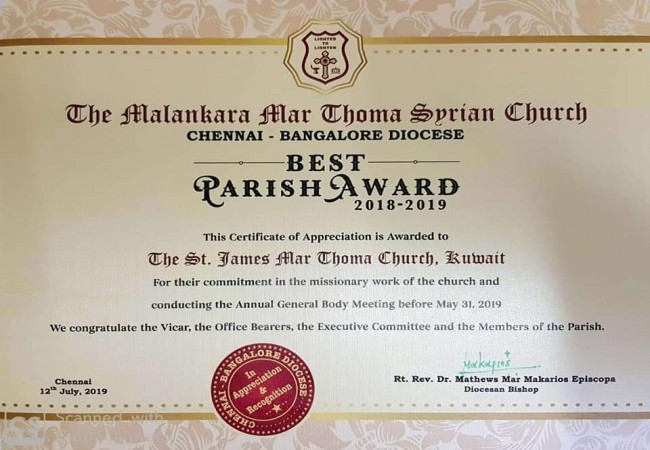 LIGHTED
TO
LIGHTEN
The Malankara Mar Thoma Syrian Church
CHENNAI - BANGALORE DIOCESE
BEST
PARISH AWARD
2018-2019
This Certificate of Appreciation is Awarded to
The St. James Mar Thoma Church, Kuwait
For their commitment in the missionary work of the church and
conducting the Annual General Body Meeting before May 31, 2019
We congratulate the Vicar, the Office Bearers, the Executive Committee and the Members of the Parish.
CHENNAI - BANGALORE DIOCESE
In
Appreciation
&
Recognition
Makarios
Chennai
12th July, 2019
Rt. Rev. Dr. Mathews Mar Makarios Episcopa
Diocesan Bishop
CS Scanned with